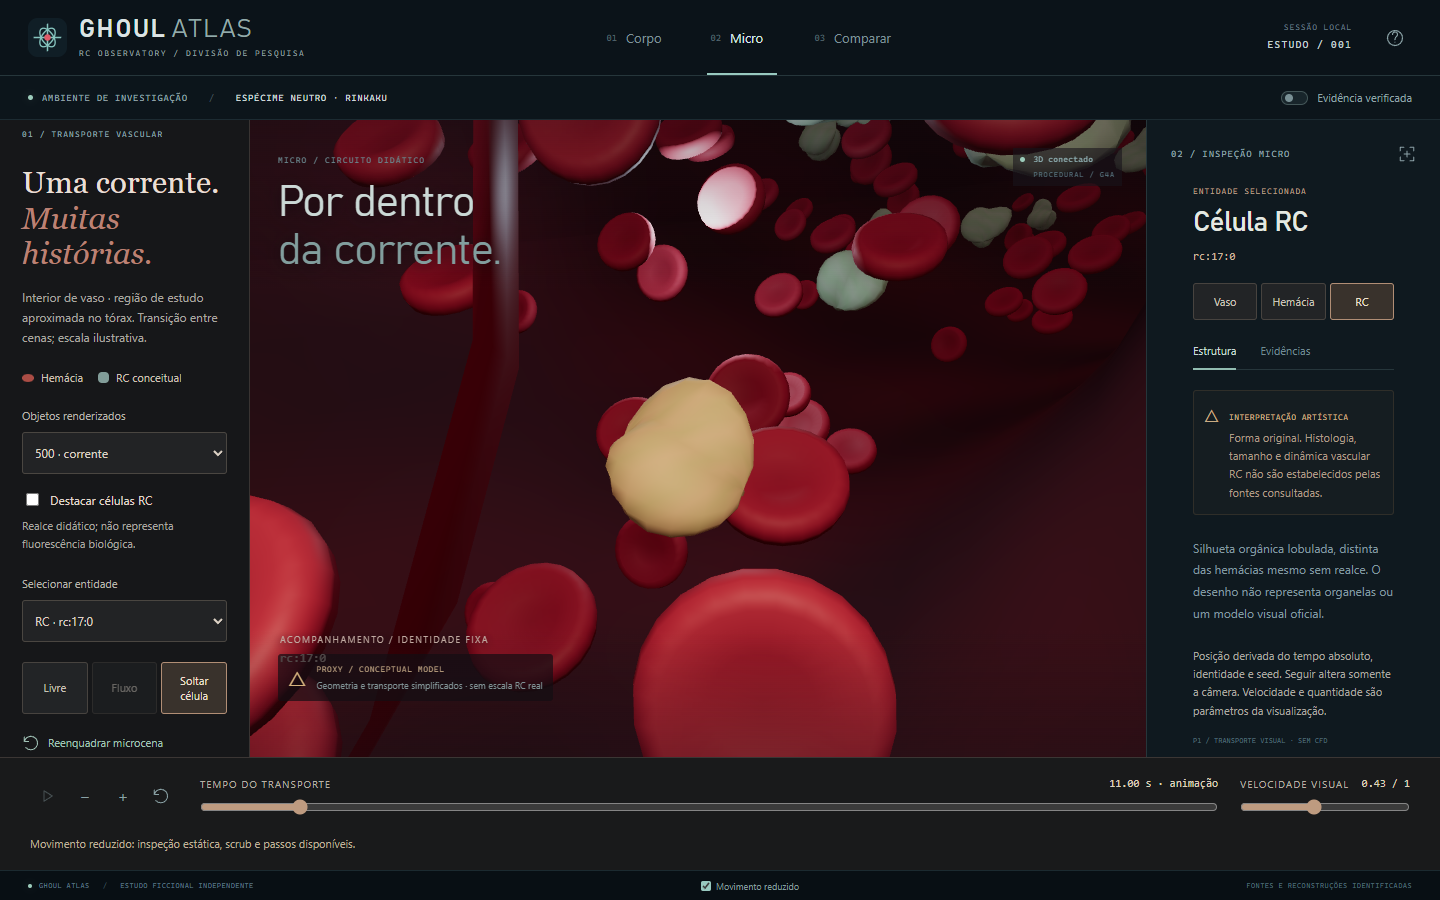 GHOUL ATLAS
RC OBSERVATORY / DIVISÃO DE PESQUISA
01 Corpo
02 Micro
03 Comparar
SESSÃO LOCAL
ESTUDO / 001
AMBIENTE DE INVESTIGAÇÃO / ESPÉCIME NEUTRO · RINKAKU
Evidência verificada
01 / TRANSPORTE VASCULAR
Uma corrente.
Muitas
histórias.
Interior de vaso · região de estudo
aproximada no tórax. Transição entre
cenas; escala ilustrativa.
Hemácia
RC conceitual
Objetos renderizados
500 · corrente
Destacar células RC
Realce didático; não representa
fluorescência biológica.
Selecionar entidade
RC · rc:17:0
Livre
Fluxo
Soltar
célula
Reenquadrar microcena
MICRO / CIRCUITO DIDÁTICO
Por dentro
da corrente.
3D conectado
PROCEDURAL / G4A
ACOMPANHAMENTO / IDENTIDADE FIXA
rc:17:0
PROXY / CONCEPTUAL MODEL
Geometria e transporte simplificados · sem escala RC real
02 / INSPEÇÃO MICRO
ENTIDADE SELECIONADA
Célula RC
rc:17:0
Vaso
Hemácia
RC
Estrutura
Evidências
INTERPRETAÇÃO ARTÍSTICA
Forma original. Histologia,
tamanho e dinâmica vascular
RC não são estabelecidos pelas
fontes consultadas.
Silhueta orgânica lobulada, distinta
das hemácias mesmo sem realce. O
desenho não representa organelas ou
um modelo visual oficial.
Posição derivada do tempo absoluto,
identidade e seed. Seguir altera somente
a câmera. Velocidade e quantidade são
parâmetros da visualização.
P1 / TRANSPORTE VISUAL · SEM CFD
TEMPO DO TRANSPORTE
11.00 s · animação
VELOCIDADE VISUAL
0.43 / 1
Movimento reduzido: inspeção estática, scrub e passos disponíveis.
GHOUL ATLAS / ESTUDO FICCIONAL INDEPENDENTE
Movimento reduzido
FONTES E RECONSTRUÇÕES IDENTIFICADAS